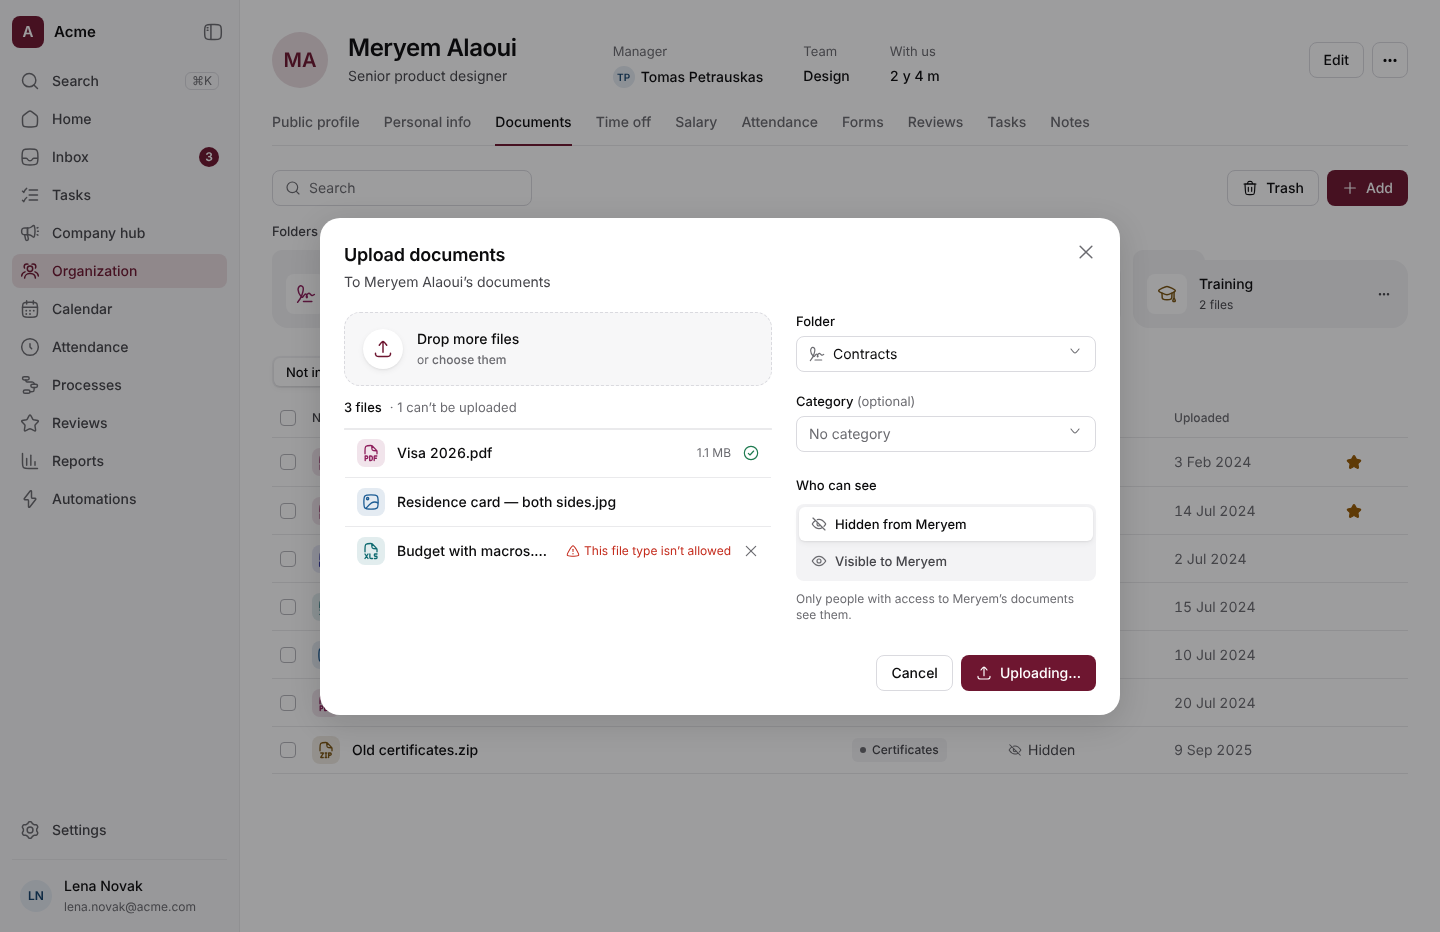 A Acme
Search ⌘K
Home
Inbox 3
Tasks
Company hub
Organization
Calendar
Attendance
Processes
Reviews
Reports
Automations
Settings
LN Lena Novak
lena.novak@acme.com
MA Meryem Alaoui
Senior product designer
Manager
TP Tomas Petrauskas
Team
Design
With us
2 y 4 m
Edit
Public profile Personal info Documents Time off Salary Attendance Forms Reviews Tasks Notes
Search
Trash
Add
Folders
Training
2 files
Not in
Uploaded
3 Feb 2024
14 Jul 2024
2 Jul 2024
15 Jul 2024
10 Jul 2024
20 Jul 2024
ZIP Old certificates.zip Certificates Hidden 9 Sep 2025
Upload documents
To Meryem Alaoui’s documents
Drop more files
or choose them
3 files · 1 can’t be uploaded
PDF Visa 2026.pdf 1.1 MB
Residence card — both sides.jpg
XLS Budget with macros.… This file type isn’t allowed
Folder
Contracts
Category (optional)
No category
Who can see
Hidden from Meryem
Visible to Meryem
Only people with access to Meryem’s documents
see them.
Cancel
Uploading…